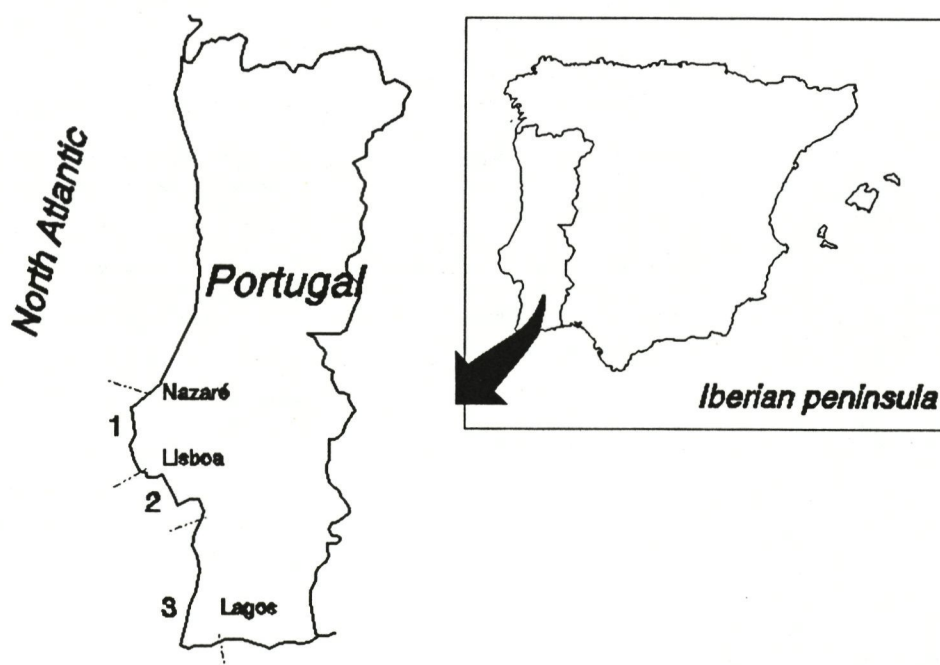 North Atlantic
Portugal
Nazaré
1
Lisboa
2
3
Lagos
Iberian peninsula